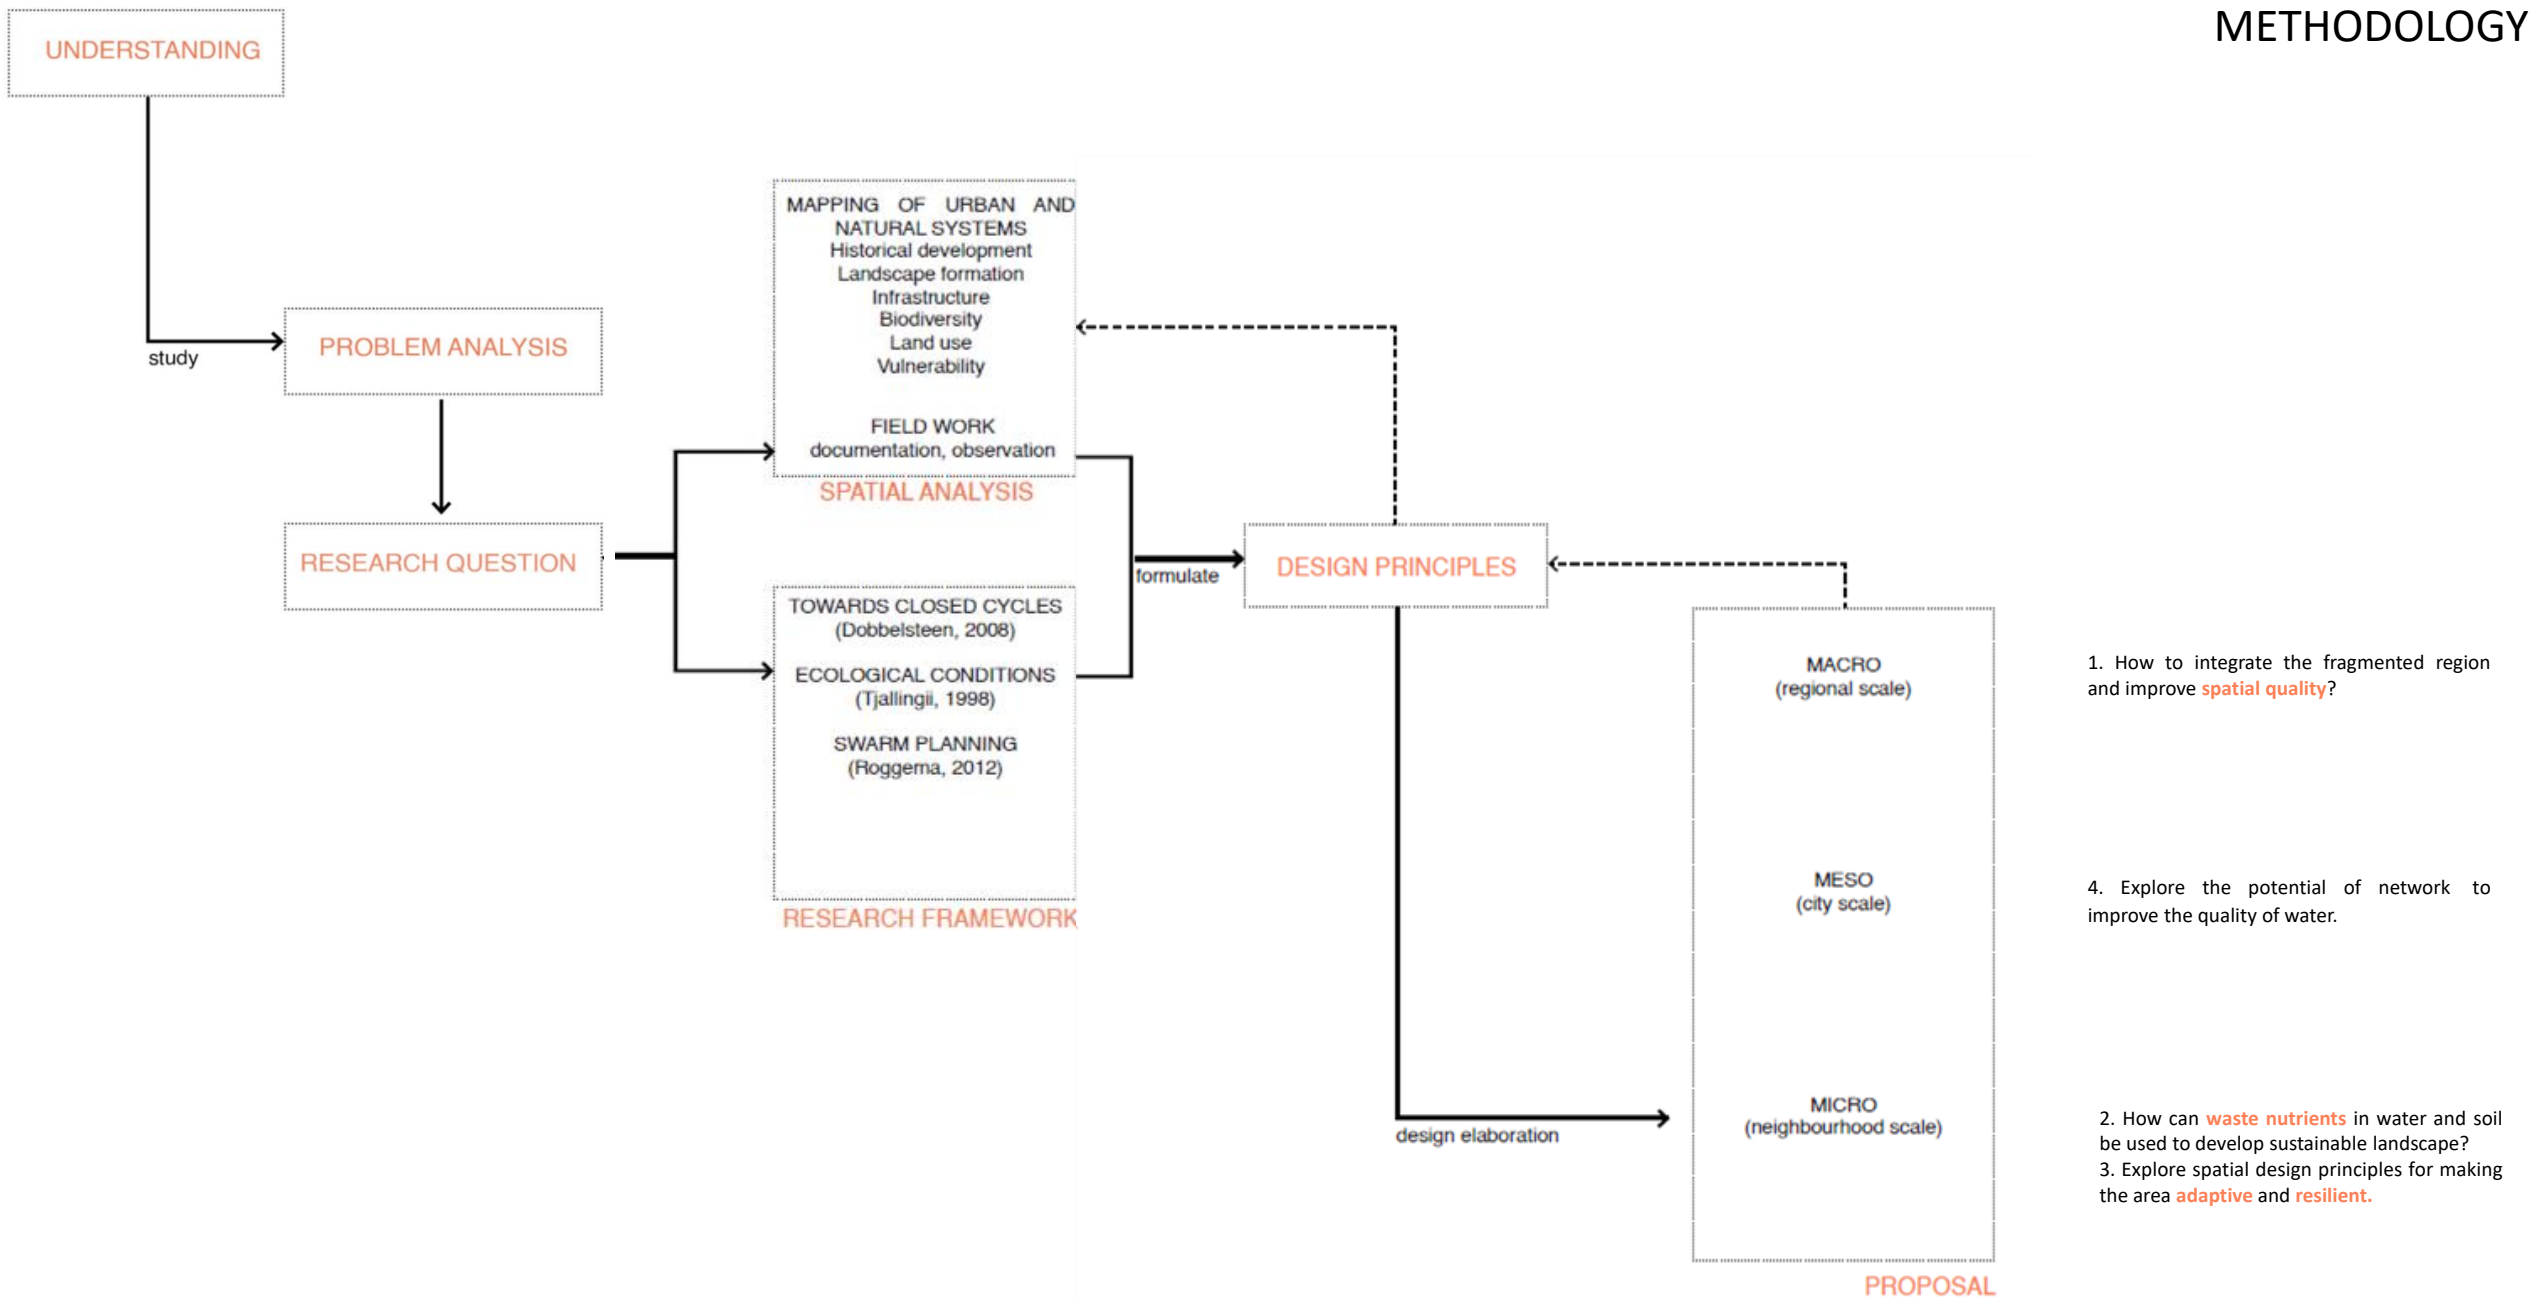 METHODOLOGY
UNDERSTANDING
study
PROBLEM ANALYSIS
RESEARCH QUESTION
MAPPING OF URBAN AND
NATURAL SYSTEMS
Historical development
Landscape formation
Infrastructure
Biodiversity
Land use
Vulnerability
FIELD WORK
documentation, observation
SPATIAL ANALYSIS
TOWARDS CLOSED CYCLES
(Dobbelsteen, 2008)
ECOLOGICAL CONDITIONS
(Tjallingii, 1998)
SWARM PLANNING
(Roggema, 2012)
RESEARCH FRAMEWORK
formulate
DESIGN PRINCIPLES
design elaboration
MACRO
(regional scale)
MESO
(city scale)
MICRO
(neighbourhood scale)
PROPOSAL
1. How to integrate the fragmented region
and improve spatial quality?
4. Explore the potential of network to
improve the quality of water.
2. How can waste nutrients in water and soil
be used to develop sustainable landscape?
3. Explore spatial design principles for making
the area adaptive and resilient.